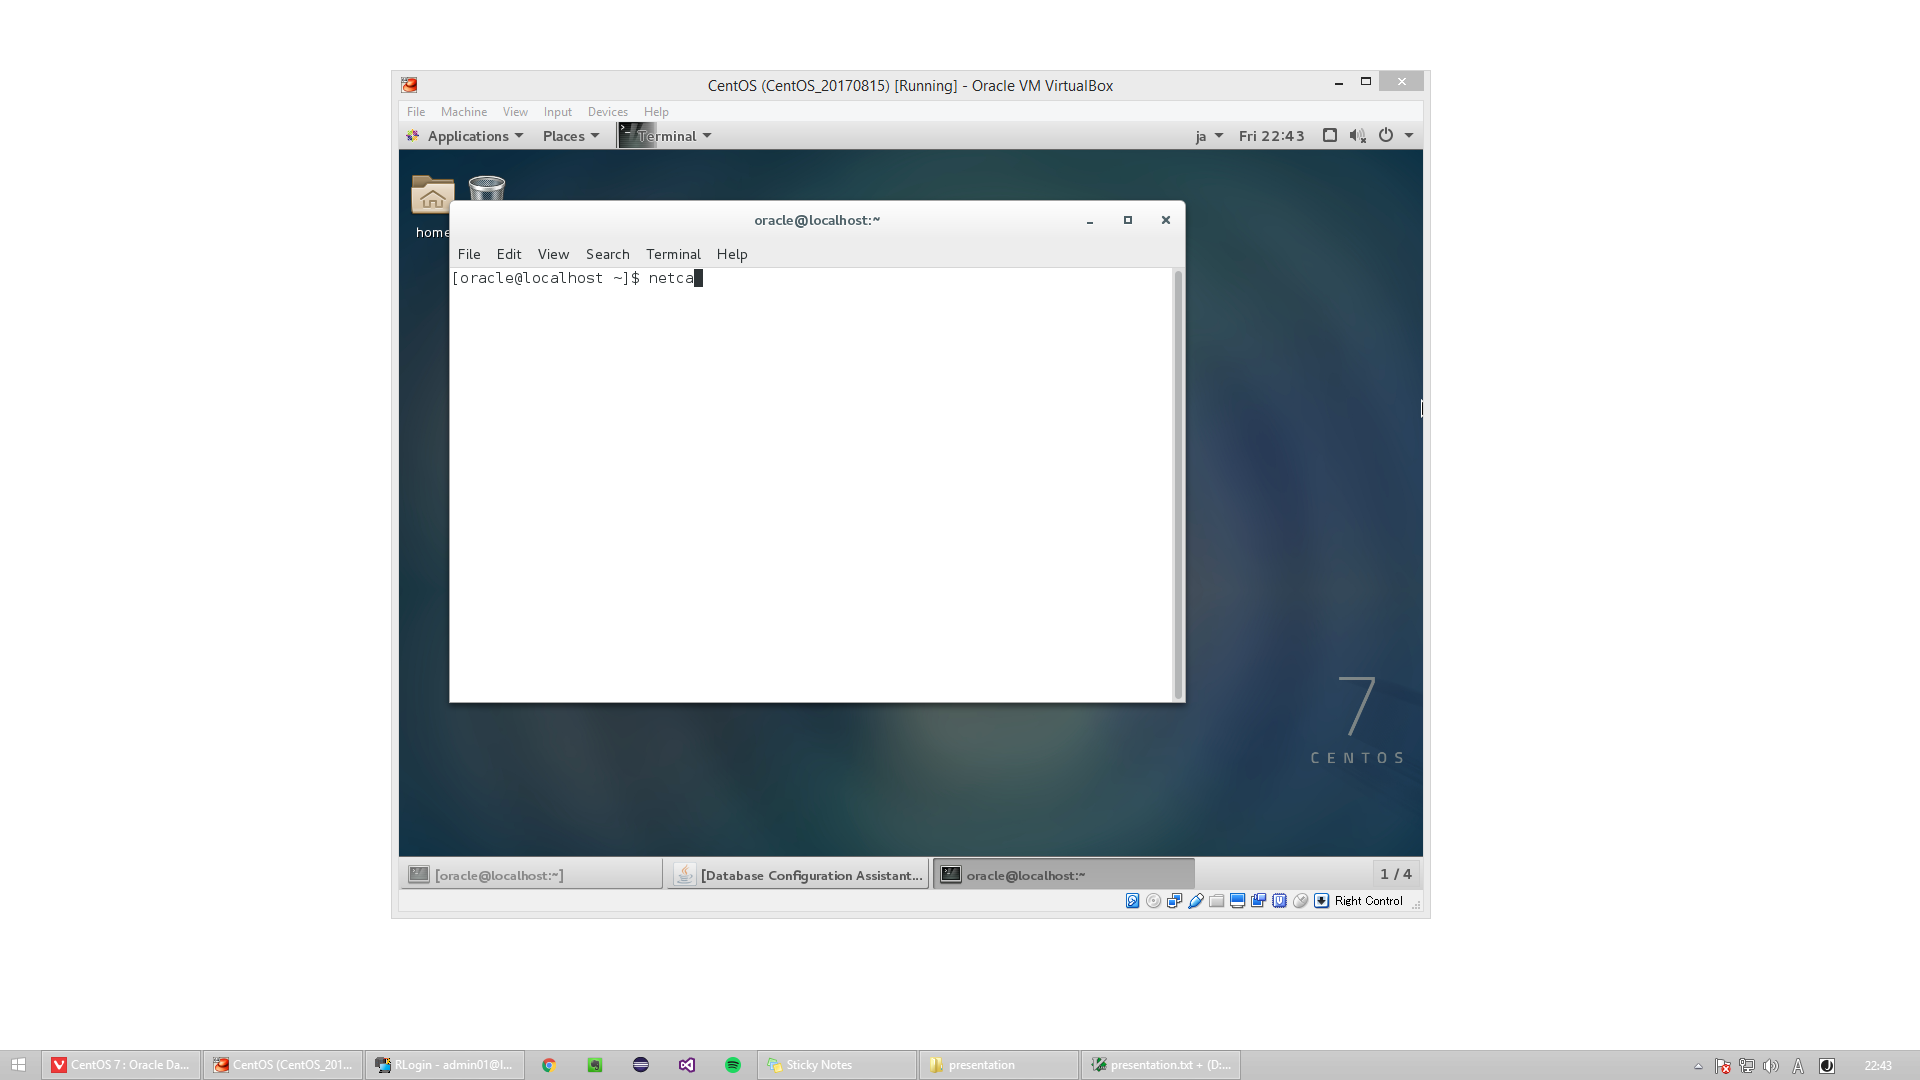 CentOS (CentOS_20170815) [Running] - Oracle VM VirtualBox
File Machine View Input Devices Help
Applications Places Terminal ja Fri 22:43
home
oracle@localhost:~
File Edit View Search Terminal Help
[oracle@localhost ~]$ netca
7
CENTOS
[oracle@localhost:~] [Database Configuration Assistant... oracle@localhost:~ 1 / 4
Right Control
CentOS 7 : Oracle Da... CentOS (CentOS_201... RLogin - admin01@l... Sticky Notes presentation presentation.txt + (D:... A 22:43